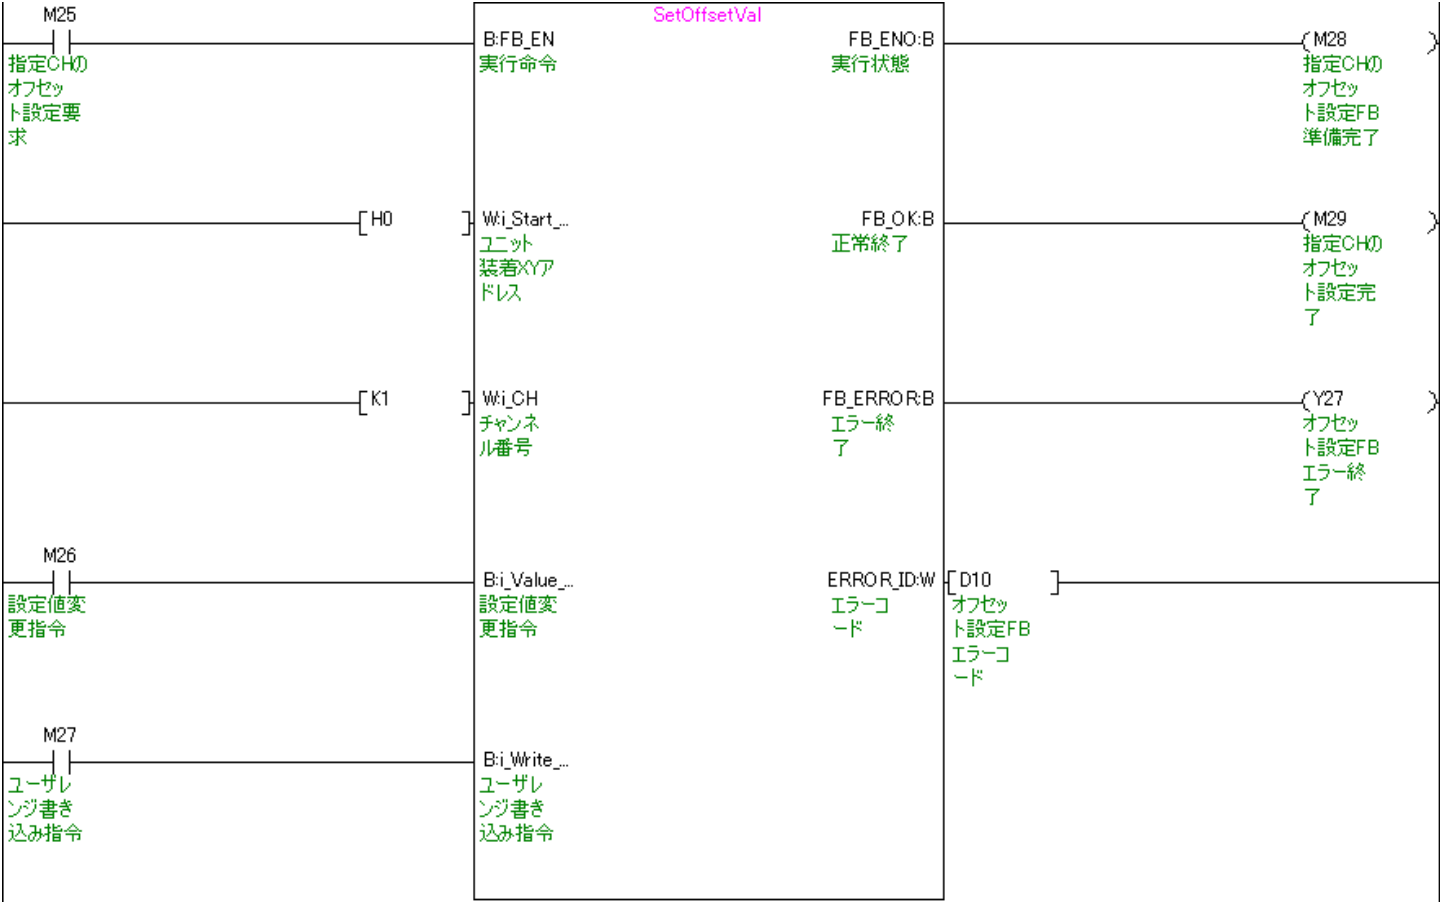 SetOffsetVal
M25
B:FB_EN
FB_ENO:B
M28
指定CHの
オフセッ
ト設定要
求
実行命令
実行状態
指定CHの
オフセッ
ト設定FB
準備完了
H0
W:i_Start_...
FB_OK:B
M29
ユニット
装着XYア
ドレス
正常終了
指定CHの
オフセッ
ト設定完
了
K1
W:i_CH
FB_ERROR:B
Y27
チャンネ
ル番号
エラー終
了
オフセッ
ト設定FB
エラー終
了
M26
B:i_Value_...
ERROR_ID:W
D10
設定値変
更指令
設定値変
更指令
エラーコ
ード
オフセッ
ト設定FB
エラーコ
ード
M27
B:i_Write_...
ユーザレ
ンジ書き
込み指令
ユーザレ
ンジ書き
込み指令